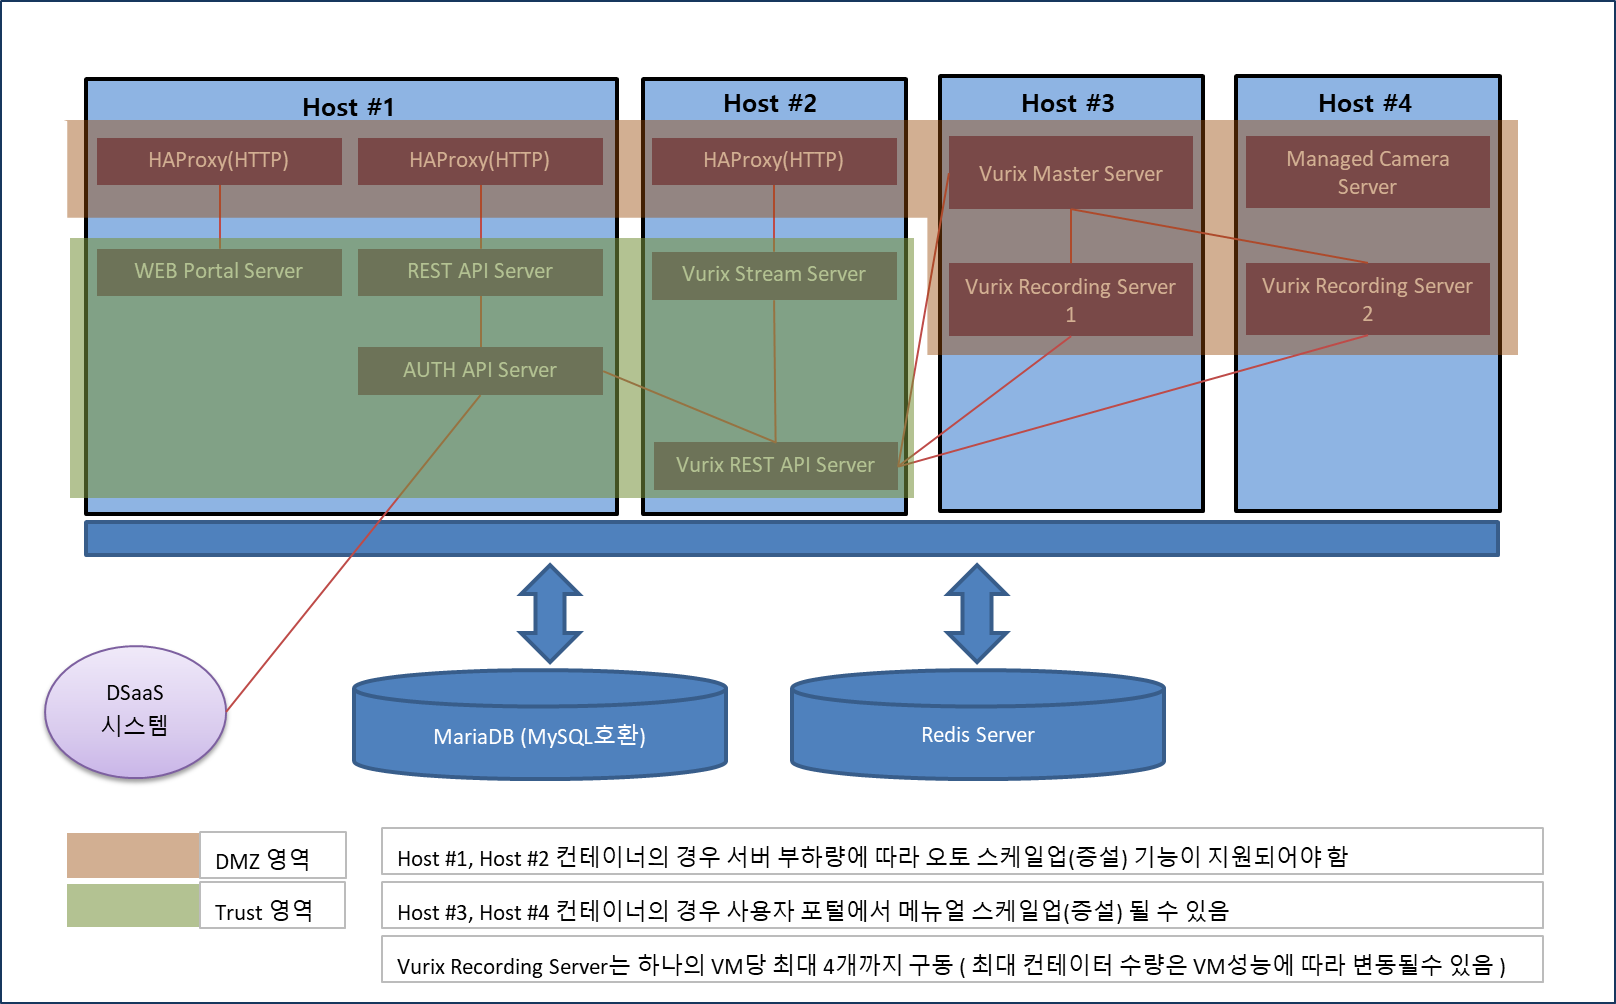 Host #1
Host #2
Host #3
Host #4
HAProxy(HTTP)
HAProxy(HTTP)
HAProxy(HTTP)
Vurix Master Server
Managed Camera
Server
WEB Portal Server
REST API Server
Vurix Stream Server
Vurix Recording Server
1
Vurix Recording Server
2
AUTH API Server
Vurix REST API Server
DSaaS
시스템
MariaDB (MySQL호환)
Redis Server
DMZ 영역
Host #1, Host #2 컨테이너의 경우 서버 부하량에 따라 오토 스케일업(증설) 기능이 지원되어야 함
Trust 영역
Host #3, Host #4 컨테이너의 경우 사용자 포털에서 메뉴얼 스케일업(증설) 될 수 있음
Vurix Recording Server는 하나의 VM당 최대 4개까지 구동 ( 최대 컨테이터 수량은 VM성능에 따라 변동될수 있음 )